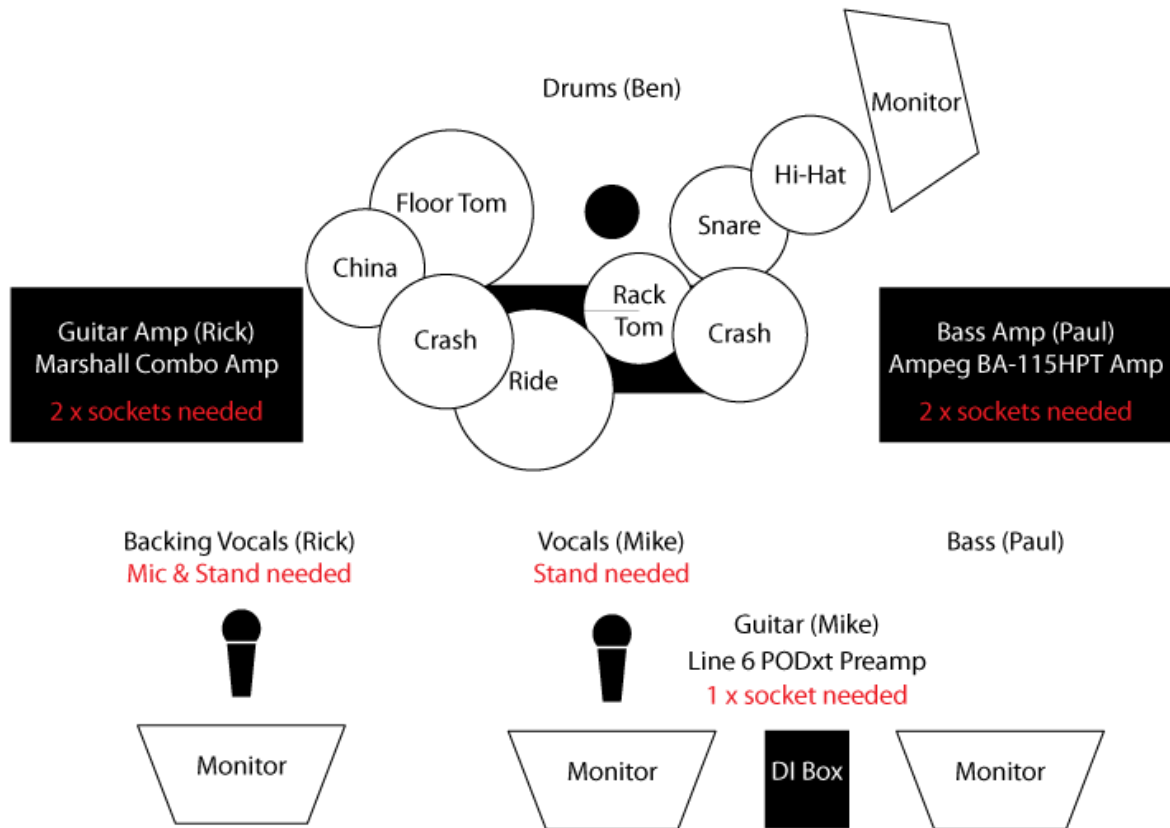 Drums (Ben)
Monitor
Hi-Hat
Floor Tom
Snare
China
Rack
Tom
Crash
Crash
Ride
Guitar Amp (Rick)
Marshall Combo Amp
2 x sockets needed
Bass Amp (Paul)
Ampeg BA-115HPT Amp
2 x sockets needed
Backing Vocals (Rick)
Mic & Stand needed
Vocals (Mike)
Stand needed
Bass (Paul)
Guitar (Mike)
Line 6 PODxt Preamp
1 x socket needed
Monitor
Monitor
DI Box
Monitor